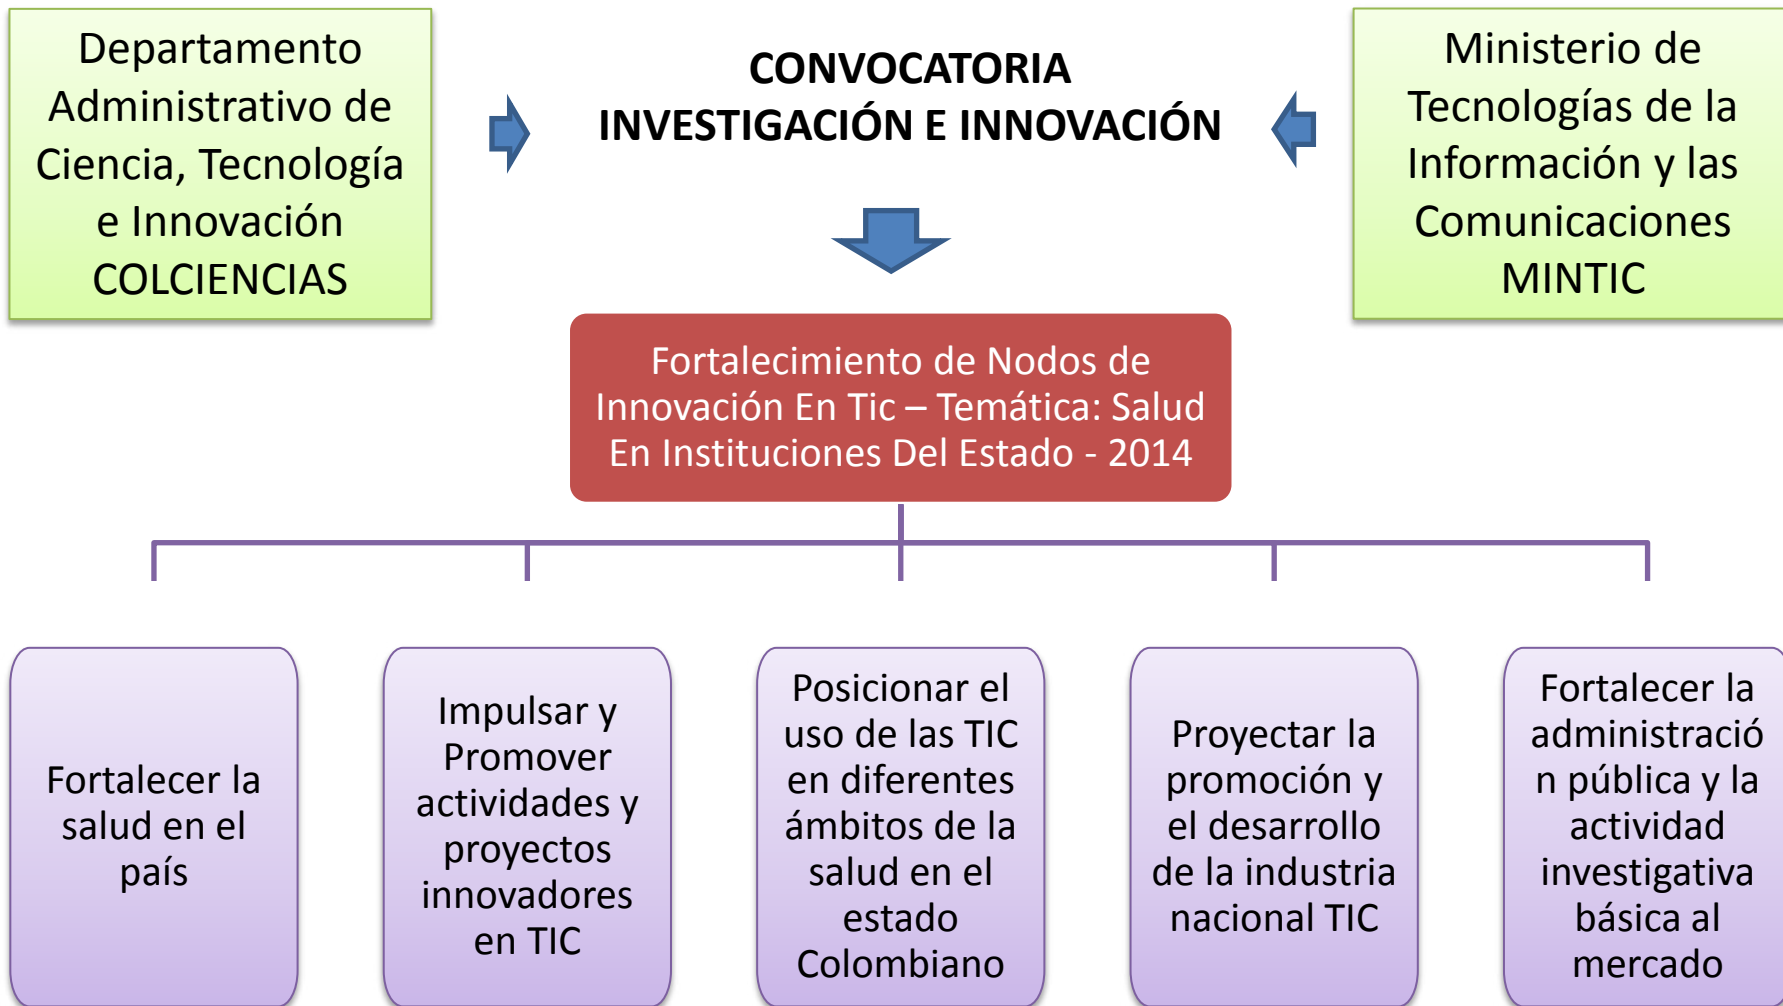 Departamento
Administrativo de
Ciencia, Tecnología
e Innovación
COLCIENCIAS
CONVOCATORIA
INVESTIGACIÓN E INNOVACIÓN
Ministerio de
Tecnologías de la
Información y las
Comunicaciones
MINTIC
Fortalecimiento de Nodos de
Innovación En Tic – Temática: Salud
En Instituciones Del Estado - 2014
Fortalecer la
salud en el
país
Impulsar y
Promover
actividades y
proyectos
innovadores
en TIC
Posicionar el
uso de las TIC
en diferentes
ámbitos de la
salud en el
estado
Colombiano
Proyectar la
promoción y
el desarrollo
de la industria
nacional TIC
Fortalecer la
administració
n pública y la
actividad
investigativa
básica al
mercado